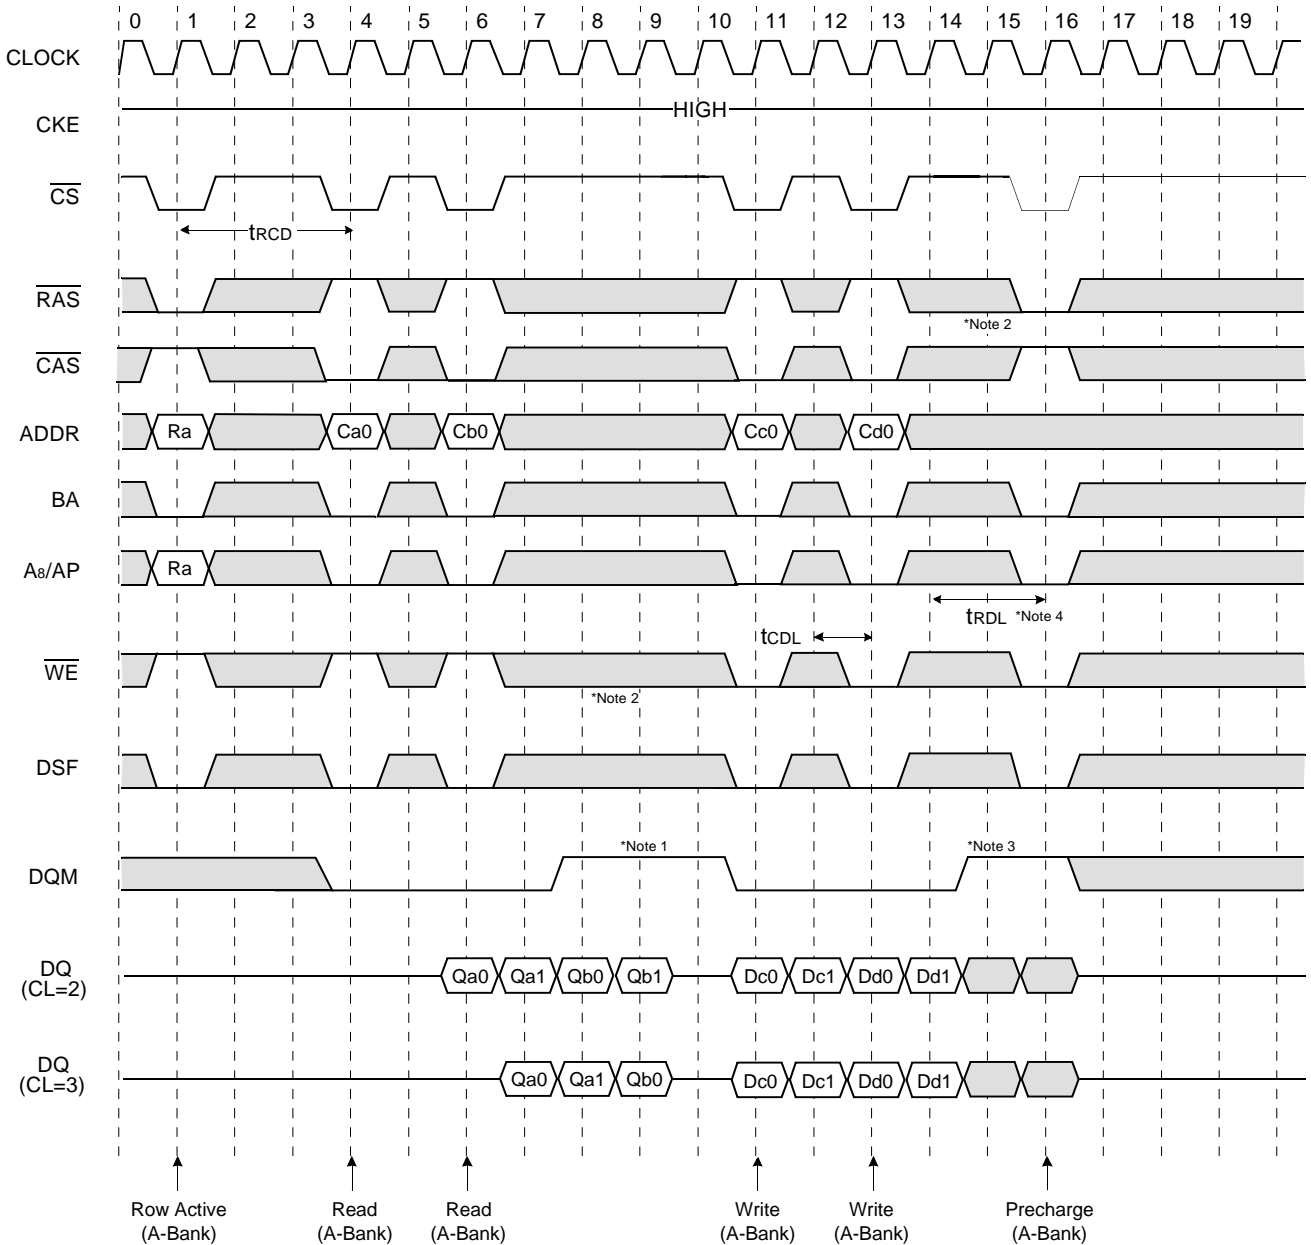 0 1 2 3 4 5 6 7 8 9 10 11 12 13 14 15 16 17 18 19
CLOCK
CKE
HIGH
CS
tRCD
RAS
*Note 2
CAS
ADDR
Ra Ca0 Cb0 Cc0 Cd0
BA
A8/AP
Ra
tRDL *Note 4
tCDL
WE
*Note 2
DSF
*Note 1 *Note 3
DQM
DQ
(CL=2)
Qa0 Qa1 Qb0 Qb1 Dc0 Dc1 Dd0 Dd1
DQ
(CL=3)
Qa0 Qa1 Qb0 Dc0 Dc1 Dd0 Dd1
Row Active
(A-Bank)
Read
(A-Bank)
Read
(A-Bank)
Write
(A-Bank)
Write
(A-Bank)
Precharge
(A-Bank)